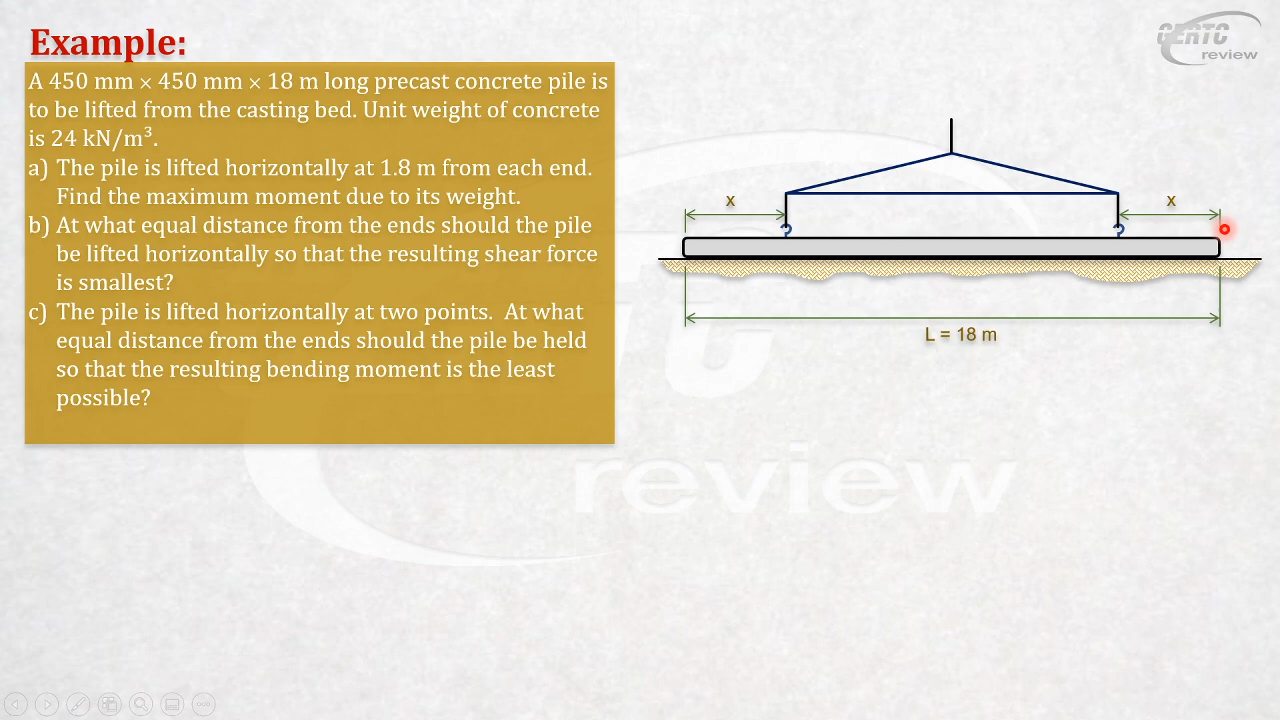 Example:
A 450 mm × 450 mm × 18 m long precast concrete pile is
to be lifted from the casting bed. Unit weight of concrete
is 24 kN/m³.
a) The pile is lifted horizontally at 1.8 m from each end.
Find the maximum moment due to its weight.
b) At what equal distance from the ends should the pile
be lifted horizontally so that the resulting shear force
is smallest?
c) The pile is lifted horizontally at two points. At what
equal distance from the ends should the pile be held
so that the resulting bending moment is the least
possible?
CERTC
review
x
x
L = 18 m
review